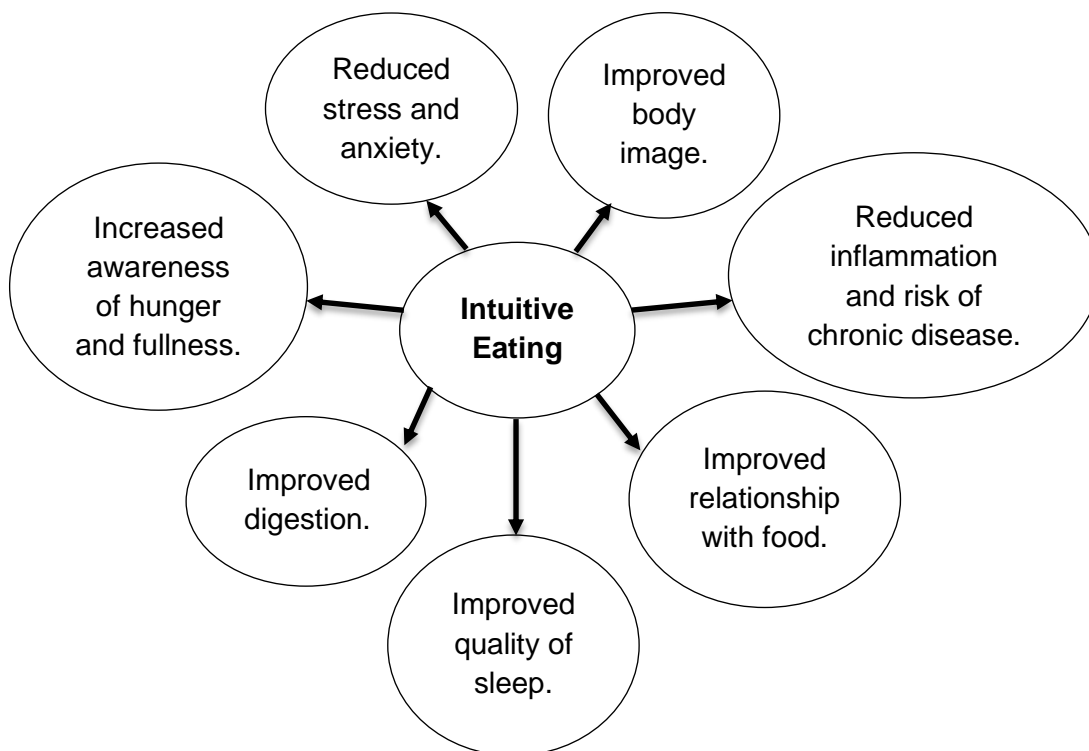 Reduced
stress and
anxiety.
Improved
body
image.
Increased
awareness
of hunger
and fullness.
Intuitive
Eating
Reduced
inflammation
and risk of
chronic disease.
Improved
digestion.
Improved
relationship
with food.
Improved
quality of
sleep.